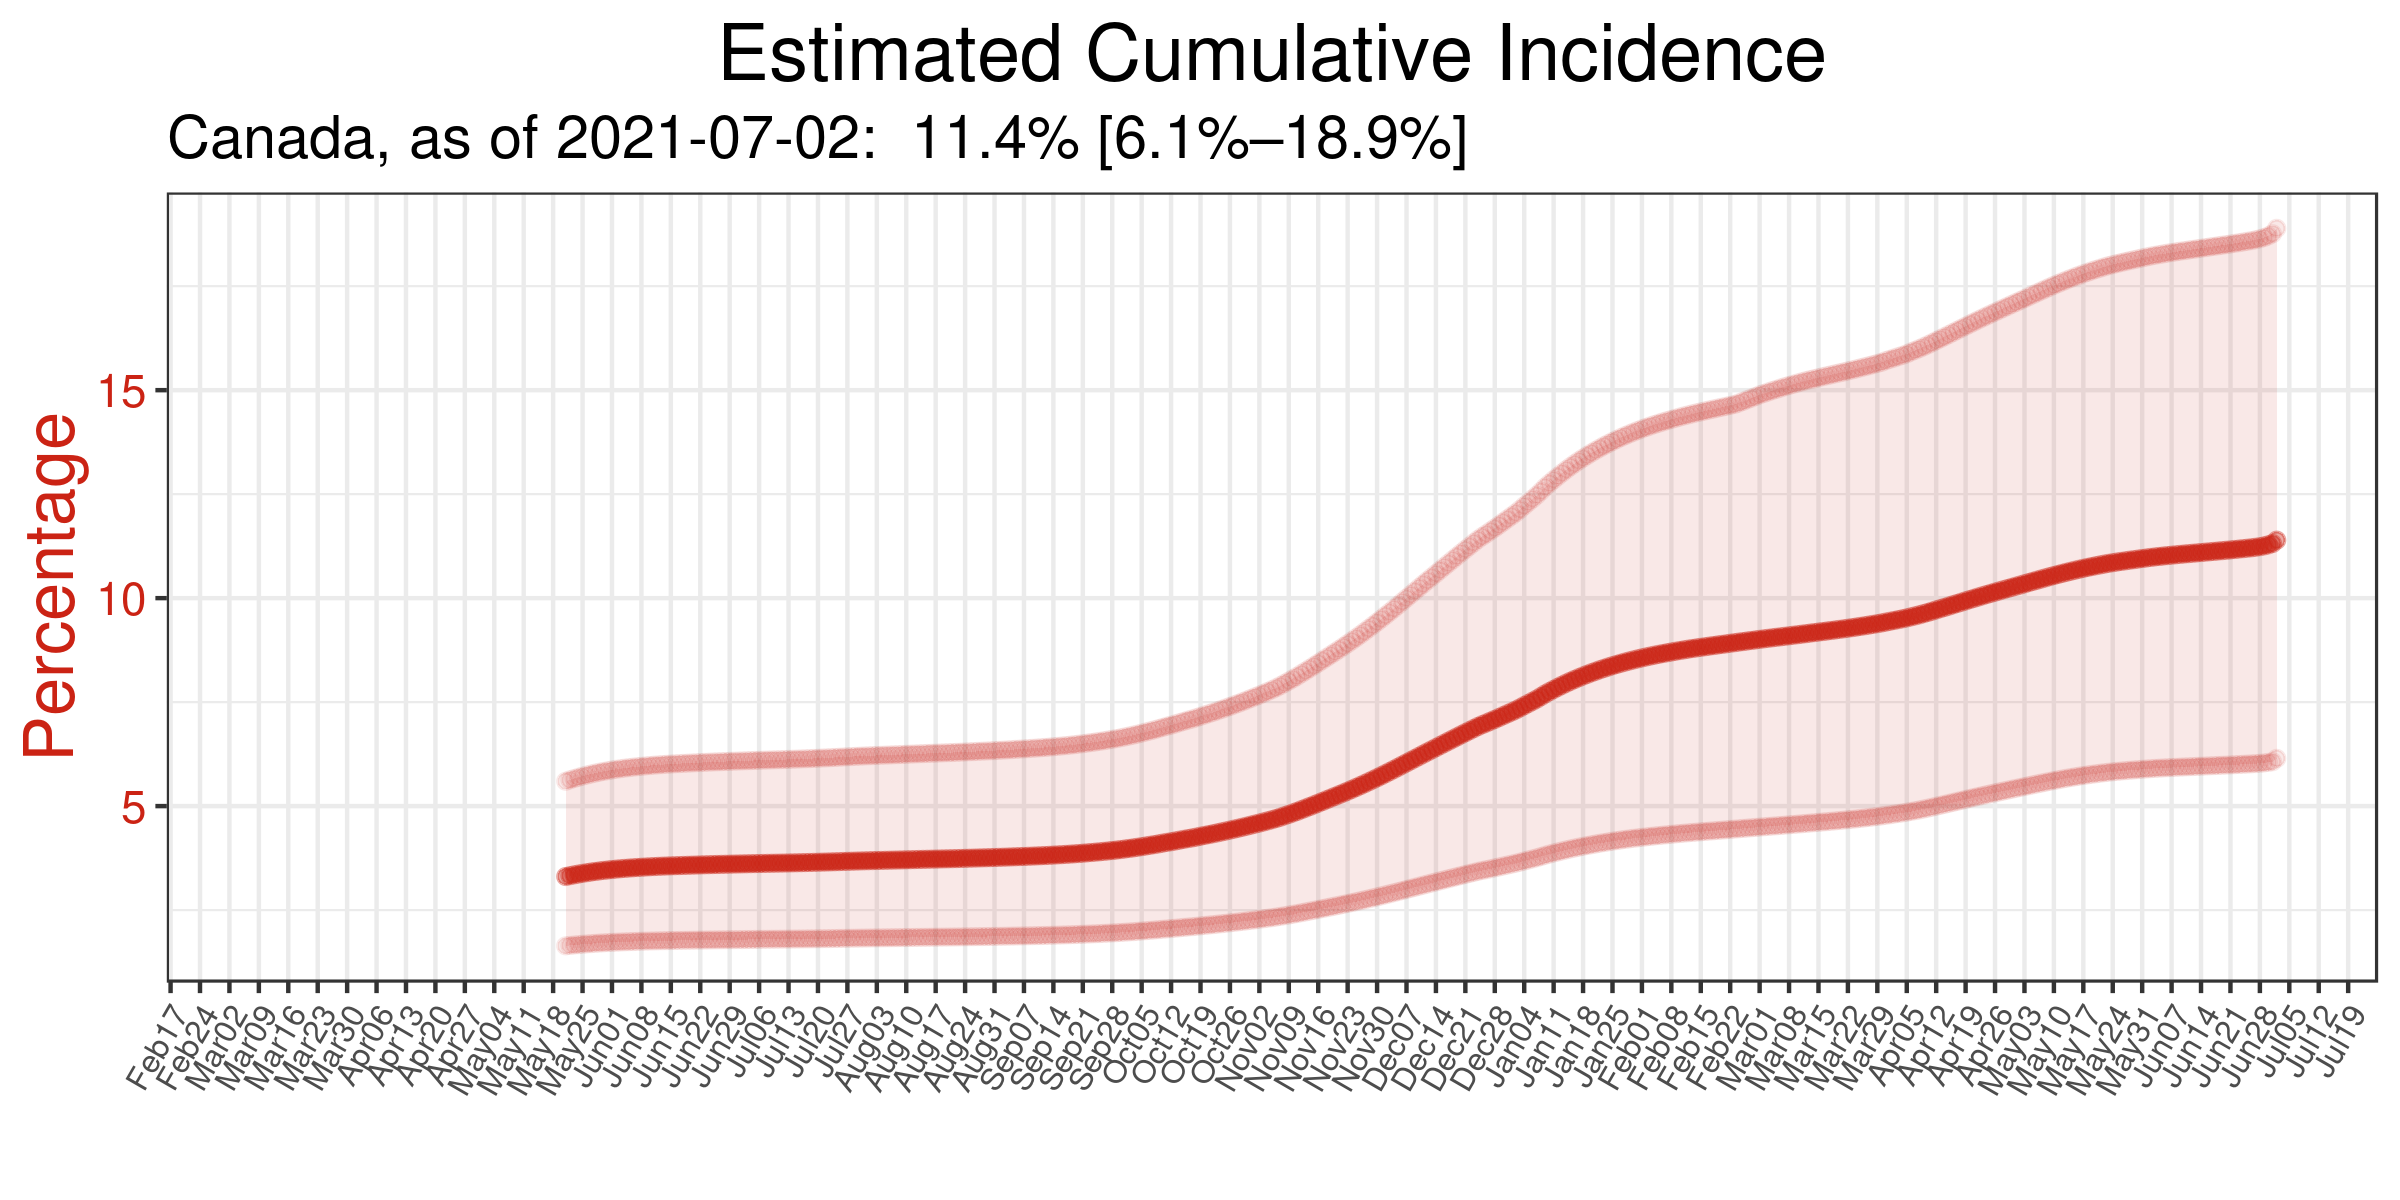 Estimated Cumulative Incidence
Canada, as of 2021-07-02:  11.4% [6.1%–18.9%]
Percentage
15
10
5
Feb17 Feb24 Mar02 Mar09 Mar16 Mar23 Mar30 Apr06 Apr13 Apr20 Apr27 May04 May11 May18 May25 Jun01 Jun08 Jun15 Jun22 Jun29 Jul06 Jul13 Jul20 Jul27 Aug03 Aug10 Aug17 Aug24 Aug31 Sep07 Sep14 Sep21 Sep28 Oct05 Oct12 Oct19 Oct26 Nov02 Nov09 Nov16 Nov23 Nov30 Dec07 Dec14 Dec21 Dec28 Jan04 Jan11 Jan18 Jan25 Feb01 Feb08 Feb15 Feb22 Mar01 Mar08 Mar15 Mar22 Mar29 Apr05 Apr12 Apr19 Apr26 May03 May10 May17 May24 May31 Jun07 Jun14 Jun21 Jun28 Jul05 Jul12 Jul19